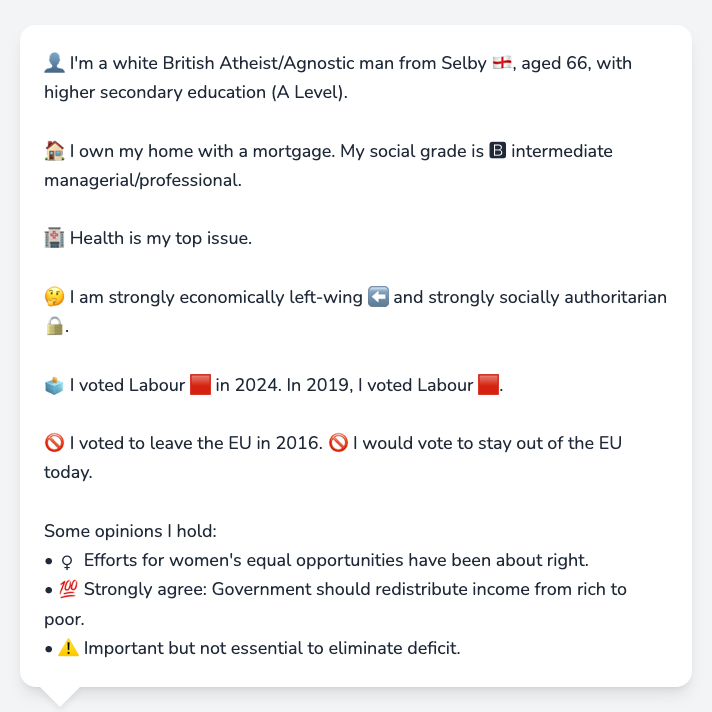 👤 I'm a white British Atheist/Agnostic man from Selby 🏴󠁧󠁢󠁥󠁮󠁧󠁿, aged 66, with
higher secondary education (A Level).
🏠 I own my home with a mortgage. My social grade is 🅱 intermediate
managerial/professional.
🏥 Health is my top issue.
🤔 I am strongly economically left-wing ⬅️ and strongly socially authoritarian
🔒.
🗳️ I voted Labour 🟥 in 2024. In 2019, I voted Labour 🟥.
🚫 I voted to leave the EU in 2016. 🚫 I would vote to stay out of the EU
today.
Some opinions I hold:
• ♀ Efforts for women's equal opportunities have been about right.
• 💯 Strongly agree: Government should redistribute income from rich to
poor.
• ⚠️ Important but not essential to eliminate deficit.